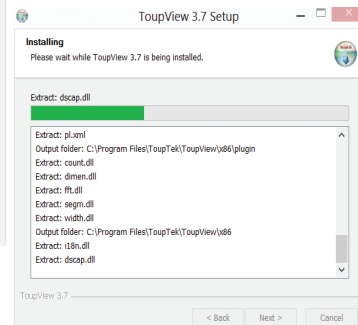 ToupView 3.7 Setup
Installing
Please wait while ToupView 3.7 is being installed.
Extract: dscap.dll
Extract: pl.xml
Output folder: C:\Program Files\ToupTek\ToupView\x86\plugin
Extract: count.dll
Extract: dimen.dll
Extract: fft.dll
Extract: segm.dll
Extract: width.dll
Output folder: C:\Program Files\ToupTek\ToupView\x86
Extract: i18n.dll
Extract: dscap.dll
ToupView 3.7
< Back Next > Cancel